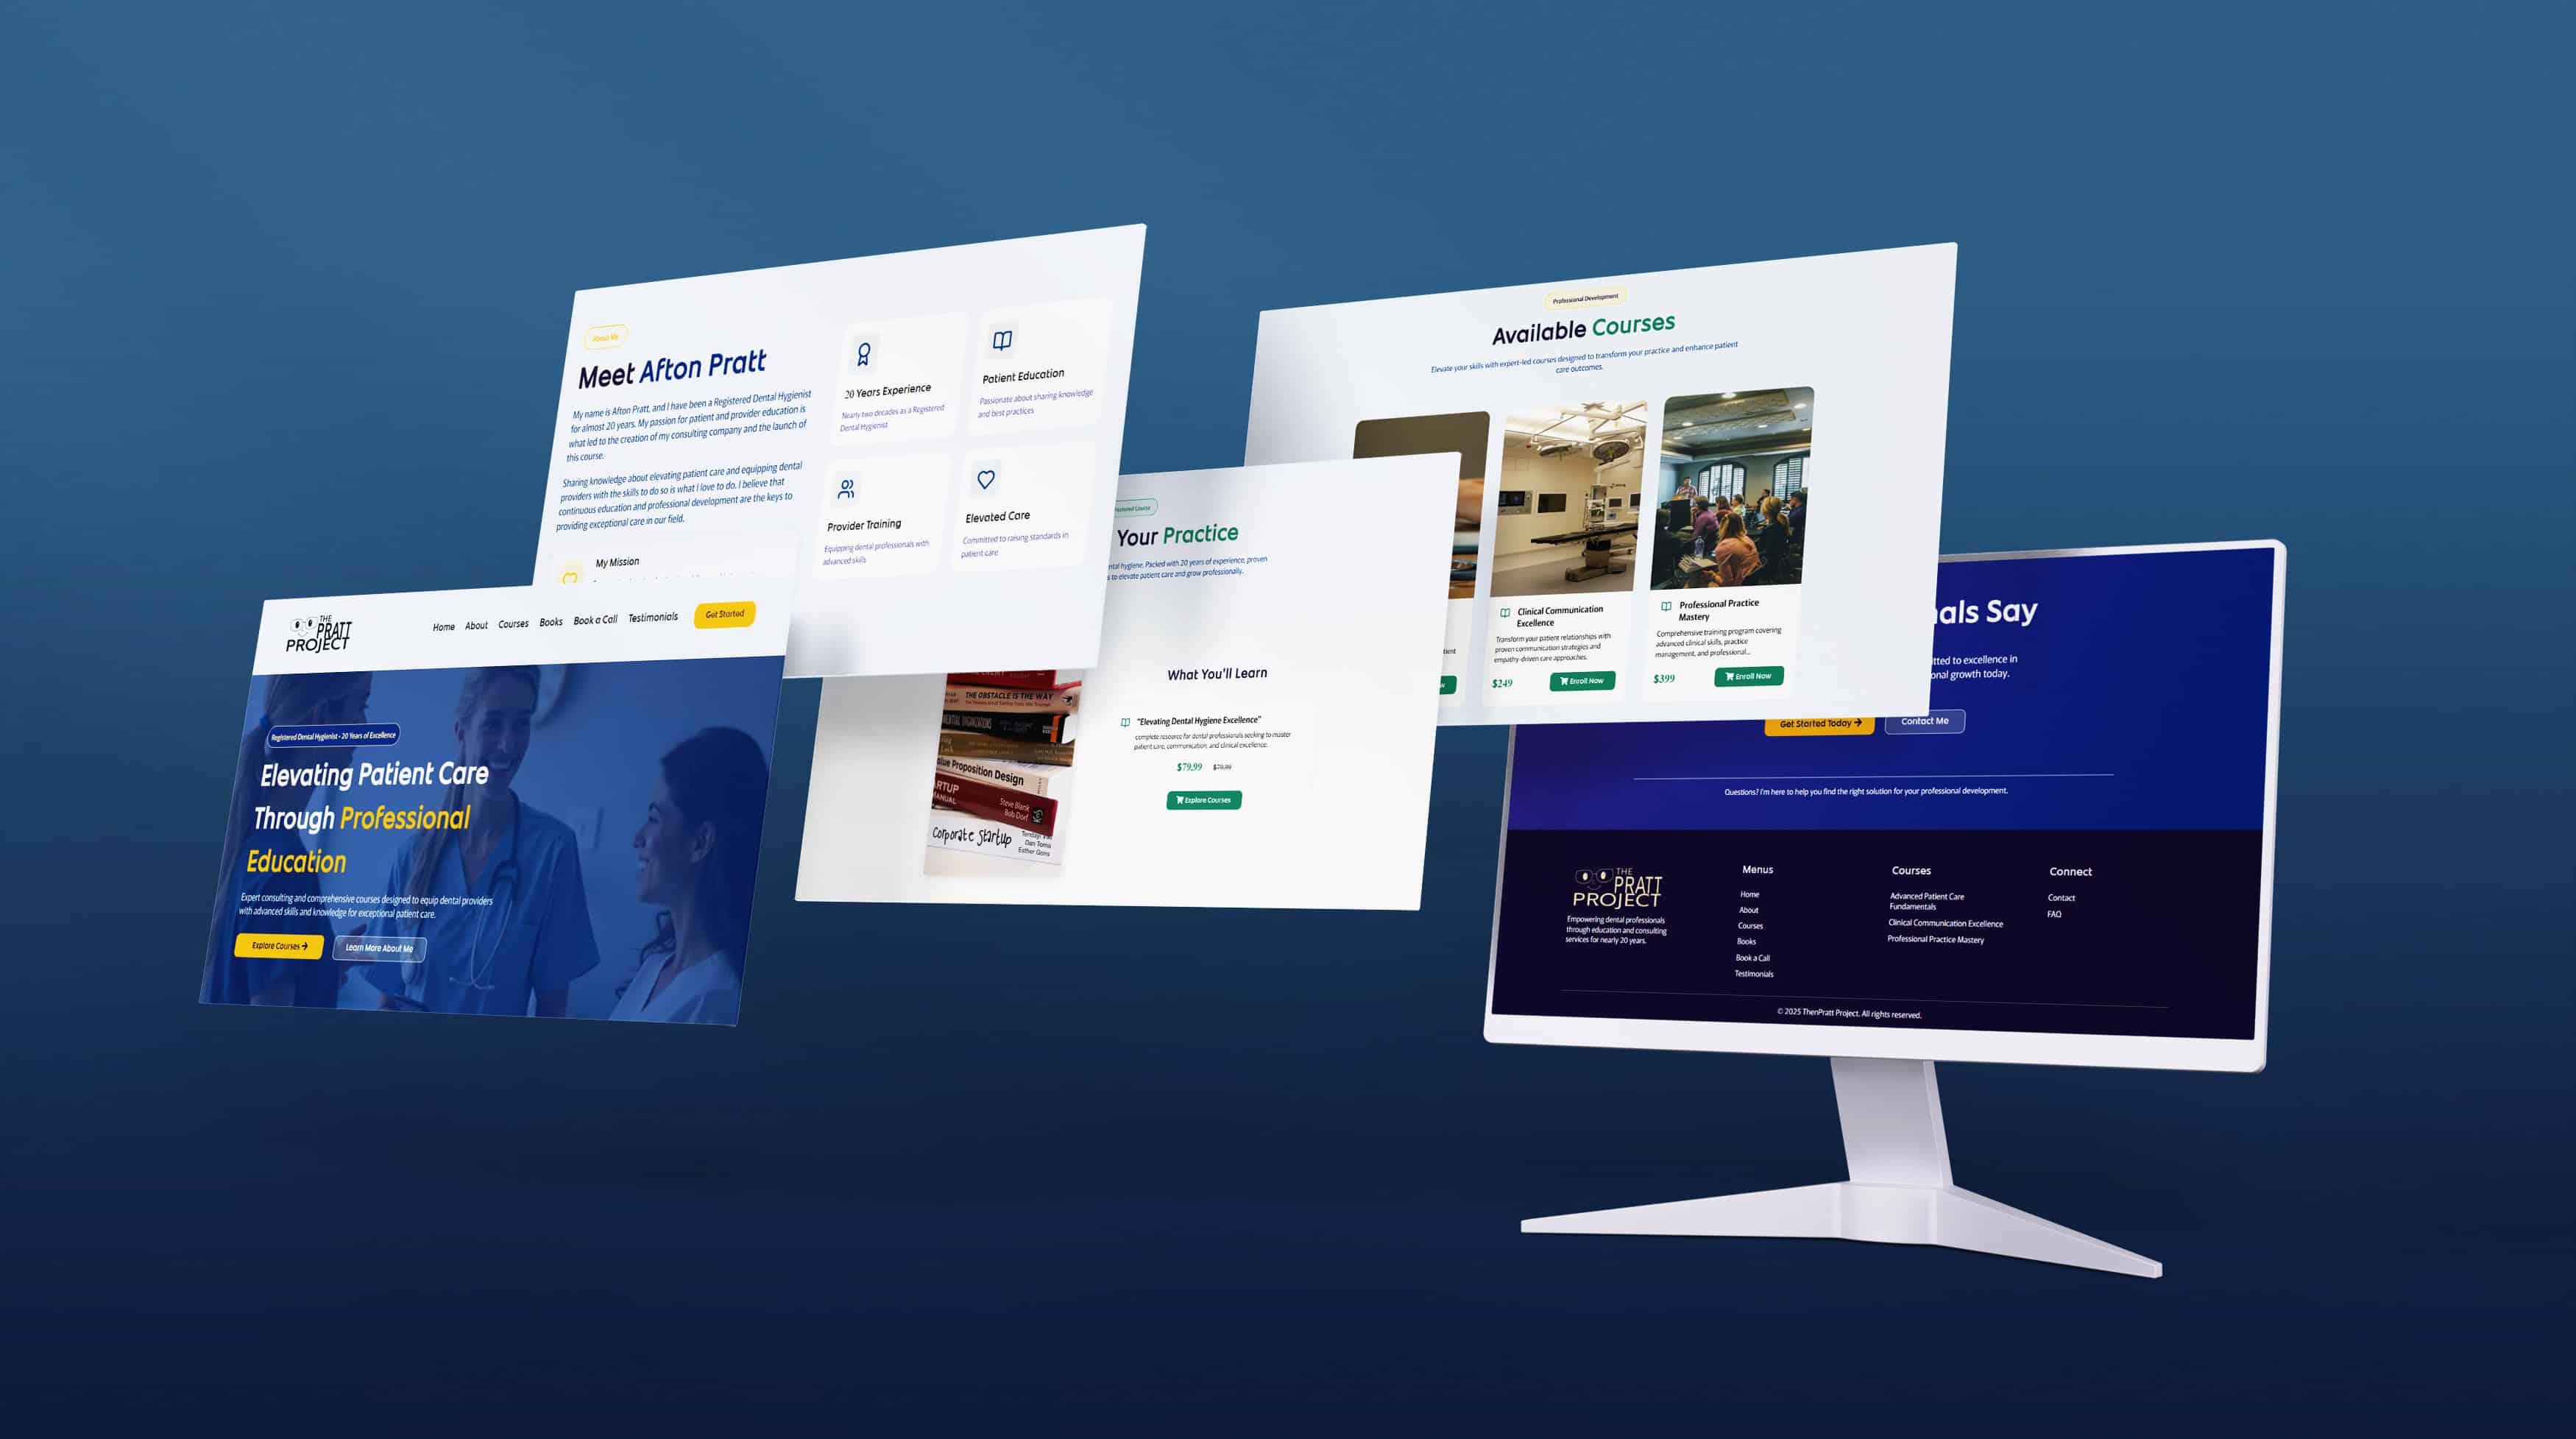 About Me
Meet Afton Pratt
My name is Afton Pratt, and I have been a Registered Dental Hygienist
for almost 20 years. My passion for patient and provider education is
what led to the creation of my consulting company and the launch of
this course.
Sharing knowledge about elevating patient care and equipping dental
providers with the skills to do so is what I love to do. I believe that
continuous education and professional development are the keys to
providing exceptional care in our field.
My Mission
20 Years Experience
Nearly two decades as a Registered
Dental Hygienist
Patient Education
Passionate about sharing knowledge
and best practices
Provider Training
Equipping dental professionals with
advanced skills
Elevated Care
Committed to raising standards in
patient care
THE
PRATT
PROJECT
Home About Courses Books Book a Call Testimonials Get Started
Registered Dental Hygienist • 20 Years of Excellence
Elevating Patient Care
Through Professional
Education
Expert consulting and comprehensive courses designed to equip dental providers
with advanced skills and knowledge for exceptional patient care.
Explore Courses → Learn More About Me
Course
Your Practice
ntal hygiene. Packed with 20 years of experience, proven
s to elevate patient care and grow professionally.
THE OBSTACLE IS THE WAY
alue Proposition Design
RTUP
MANUAL
Steve Blank
Bob Dorf
Corporate Startup
Dan Toma
Esther Gons
What You'll Learn
"Elevating Dental Hygiene Excellence"
complete resource for dental professionals seeking to master
patient care, communication, and clinical excellence.
$79.99 $79.99
Explore Courses
Professional Development
Available Courses
Elevate your skills with expert-led courses designed to transform your practice and enhance patient
care outcomes.
tient
w
Clinical Communication
Excellence
Transform your patient relationships with
proven communication strategies and
empathy-driven care approaches.
$249 Enroll Now
Professional Practice
Mastery
Comprehensive training program covering
advanced clinical skills, practice
management, and professional...
$399 Enroll Now
als Say
tted to excellence in
onal growth today.
Get Started Today → Contact Me
Questions? I'm here to help you find the right solution for your professional development.
THE
PRATT
PROJECT
Empowering dental professionals
through education and consulting
services for nearly 20 years.
Menus
Home
About
Courses
Books
Book a Call
Testimonials
Courses
Advanced Patient Care
Fundamentals
Clinical Communication Excellence
Professional Practice Mastery
Connect
Contact
FAQ
© 2025 ThenPratt Project. All rights reserved.